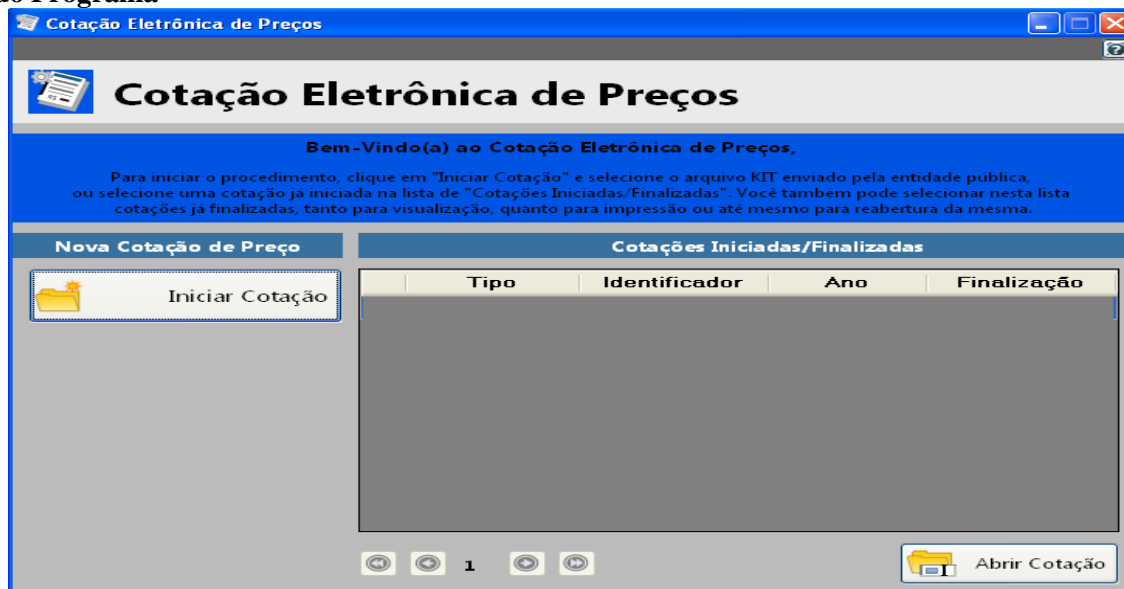 do Programa
Cotação Eletrônica de Preços
Cotação Eletrônica de Preços
Bem-Vindo(a) ao Cotação Eletrônica de Preços,
Para iniciar o procedimento, clique em "Iniciar Cotação" e selecione o arquivo KIT enviado pela entidade publica,
ou selecione uma cotação já iniciada na lista de "Cotações Iniciadas/Finalizadas". Você também pode selecionar nesta lista
cotações já finalizadas, tanto para visualização, quanto para impressão ou até mesmo para reabertura da mesma.
Nova Cotação de Preço
Cotações Iniciadas/Finalizadas
Iniciar Cotação
Tipo Identificador Ano Finalização
1
Abrir Cotação